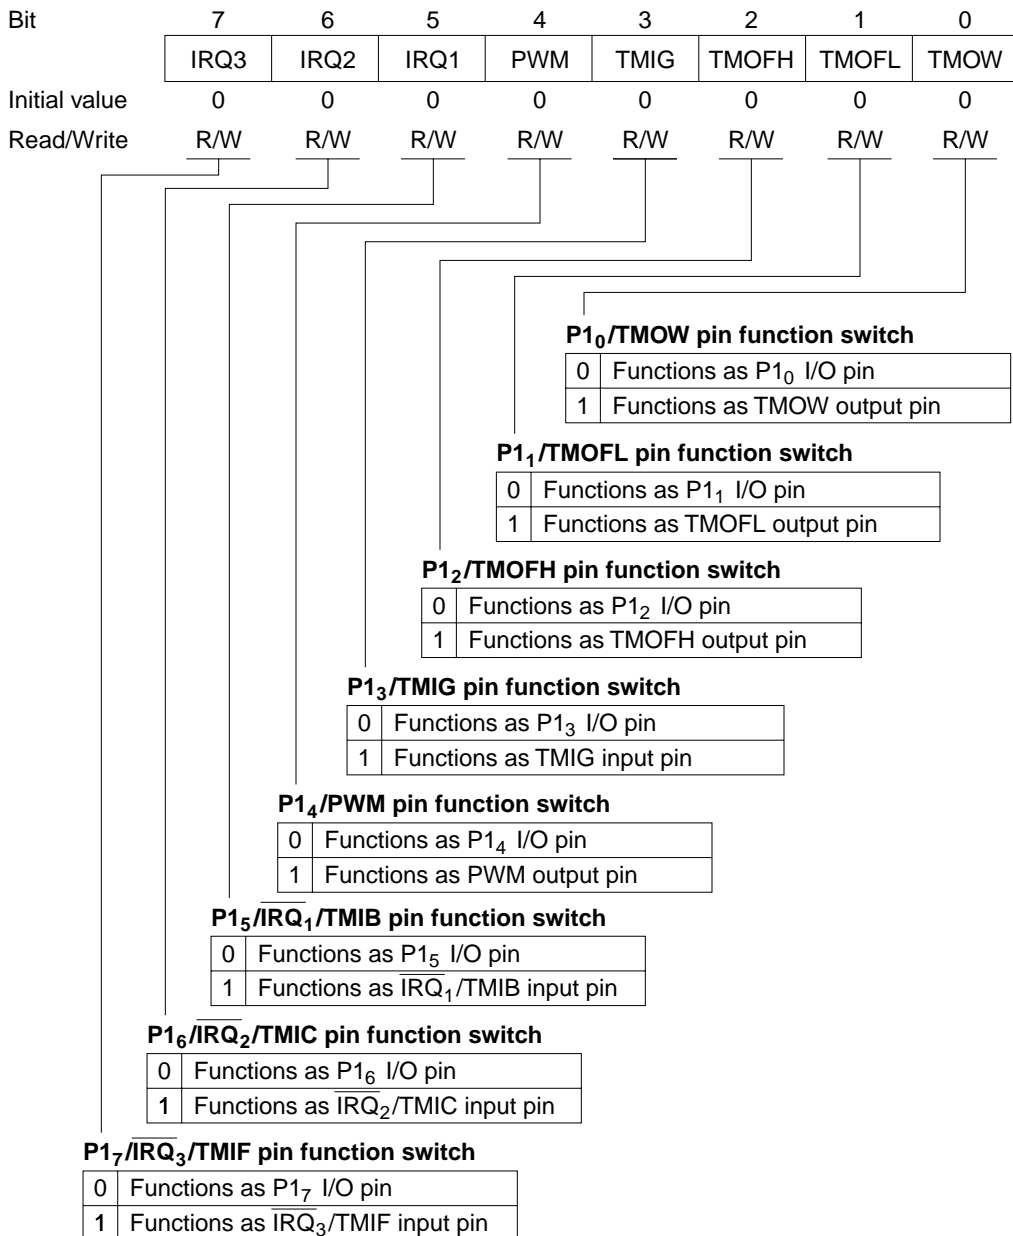 Bit 7 6 5 4 3 2 1 0
IRQ3 IRQ2 IRQ1 PWM TMIG TMOFH TMOFL TMOW
Initial value 0 0 0 0 0 0 0 0
Read/Write R/W R/W R/W R/W R/W R/W R/W R/W
P1₀/TMOW pin function switch
0 Functions as P1₀ I/O pin
1 Functions as TMOW output pin
P1₁/TMOFL pin function switch
0 Functions as P1₁ I/O pin
1 Functions as TMOFL output pin
P1₂/TMOFH pin function switch
0 Functions as P1₂ I/O pin
1 Functions as TMOFH output pin
P1₃/TMIG pin function switch
0 Functions as P1₃ I/O pin
1 Functions as TMIG input pin
P1₄/PWM pin function switch
0 Functions as P1₄ I/O pin
1 Functions as PWM output pin
P1₅/I̅R̅Q̅₁/TMIB pin function switch
0 Functions as P1₅ I/O pin
1 Functions as I̅R̅Q̅₁/TMIB input pin
P1₆/I̅R̅Q̅₂/TMIC pin function switch
0 Functions as P1₆ I/O pin
1 Functions as I̅R̅Q̅₂/TMIC input pin
P1₇/I̅R̅Q̅₃/TMIF pin function switch
0 Functions as P1₇ I/O pin
1 Functions as I̅R̅Q̅₃/TMIF input pin